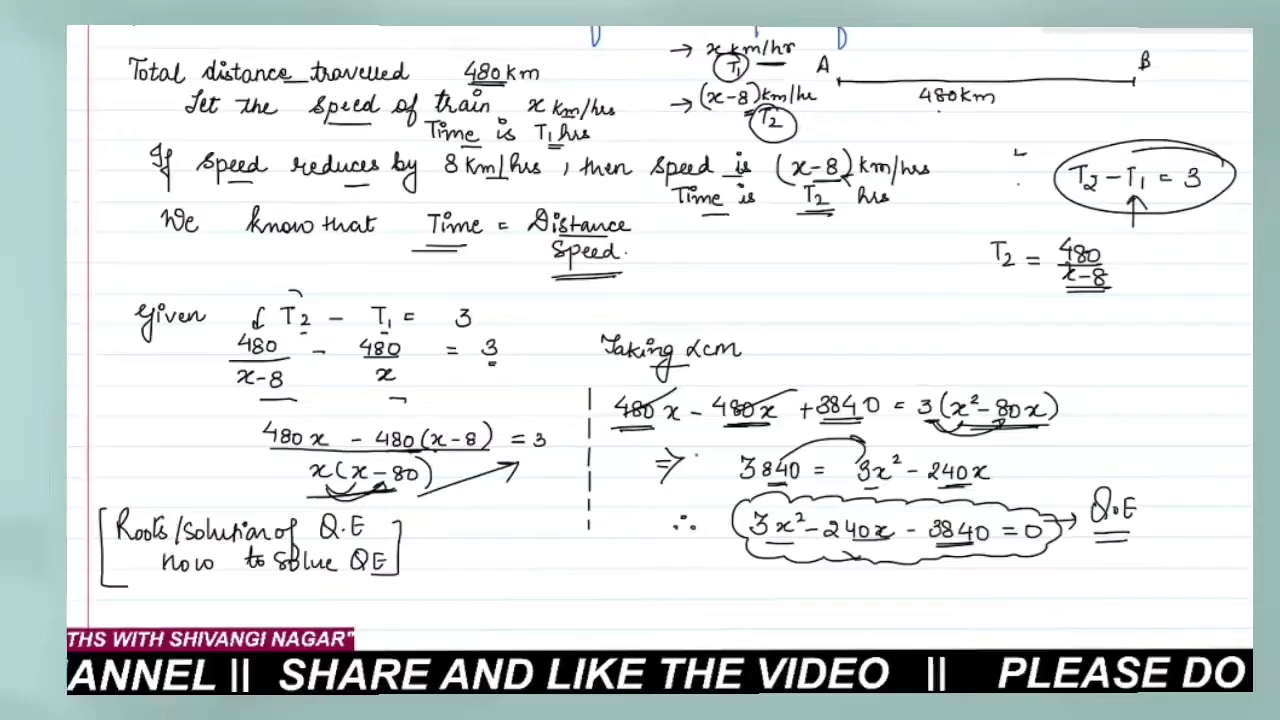 → x km/hr
T₁
A B
Total distance travelled 480 km
→ (x-8) km/hr
T₂
480km
Let the speed of train x km/hrs
Time is T₁ hrs
If speed reduces by 8 km/hrs, then speed is (x-8) km/hrs
Time is T₂ hrs
T₂ - T₁ = 3
We know that Time = Distance
Speed.
T₂ = 480
x-8
Given T₂ - T₁ = 3
480 - 480 = 3
x-8 x
Taking LCM
480x - 480x + 3840 = 3(x² - 80x)
480x - 480(x-8) = 3
x(x-80)
⇒ 3840 = 3x² - 240x
∴ 3x² - 240x - 3840 = 0 → Q.E
[Roots/solution of Q.E
now to solve QE]
THS WITH SHIVANGI NAGAR"
ANNEL || SHARE AND LIKE THE VIDEO || PLEASE DO